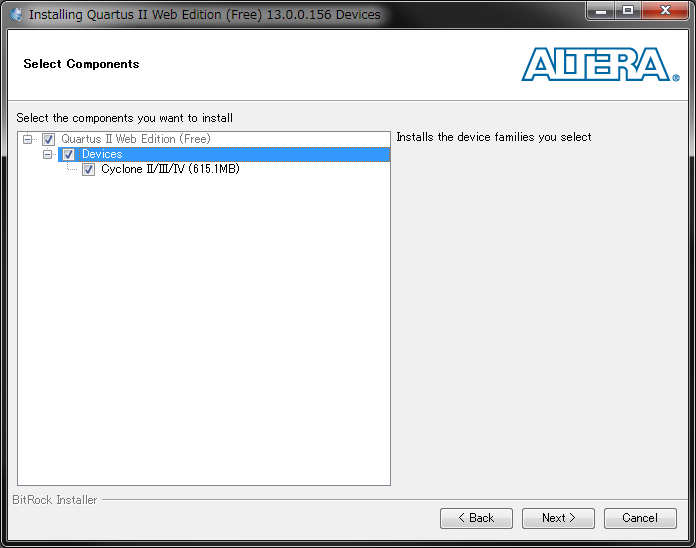 Installing Quartus II Web Edition (Free) 13.0.0.156 Devices
Select Components
ALTERA®
Select the components you want to install
Quartus II Web Edition (Free)
Devices
Cyclone II/III/IV (615.1MB)
Installs the device families you select
BitRock Installer
< Back
Next >
Cancel